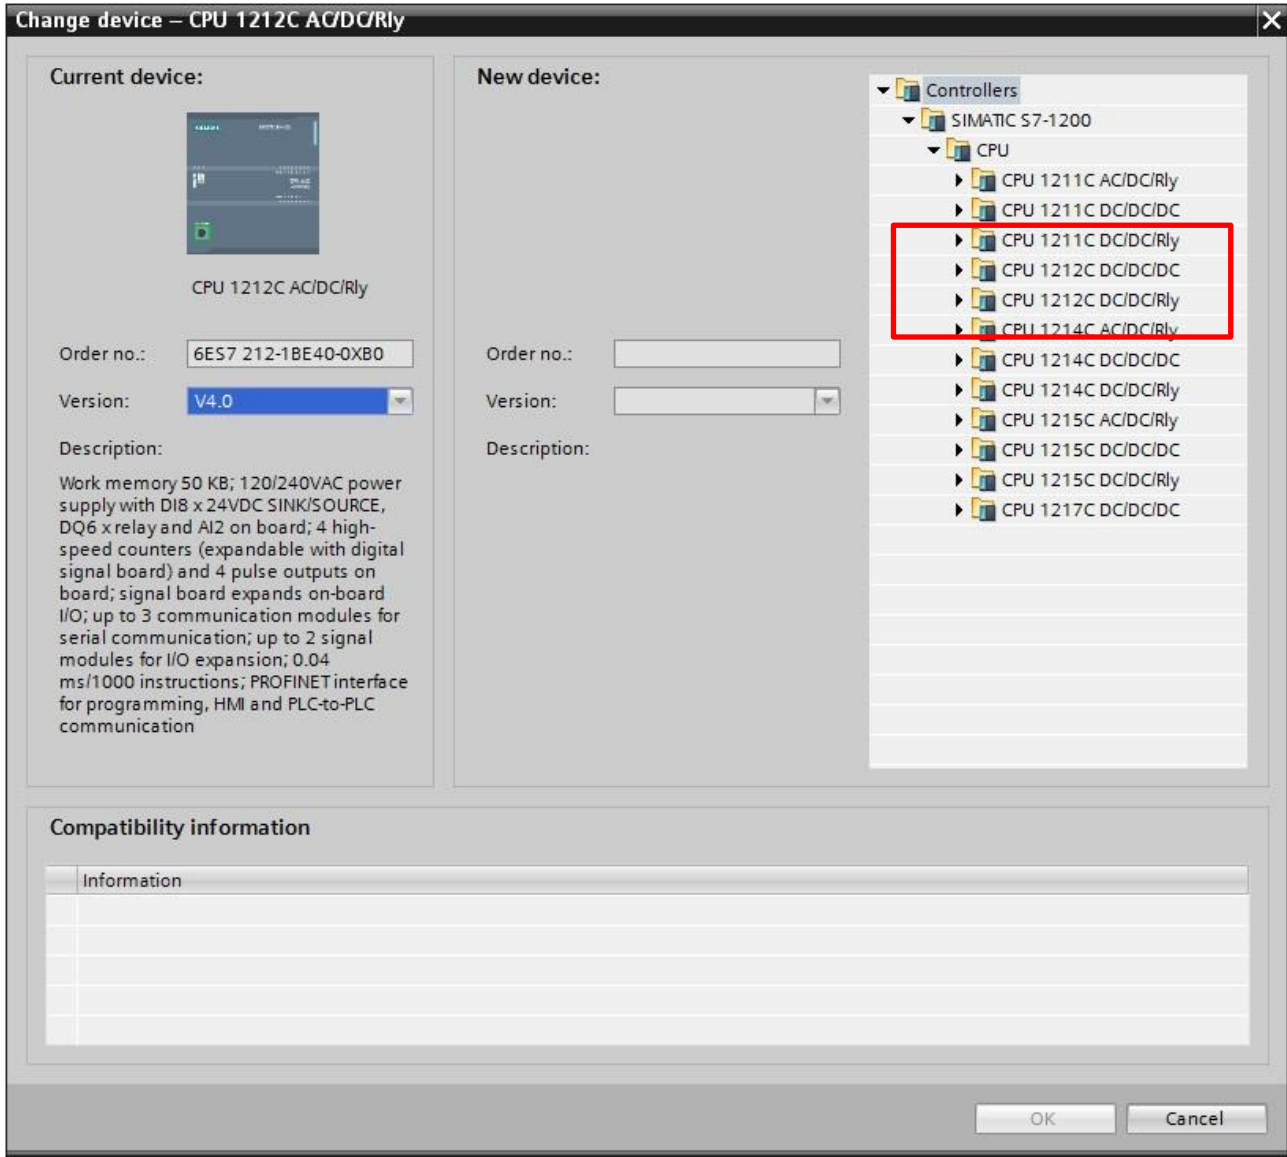 Change device – CPU 1212C AC/DC/Rly
Current device:
CPU 1212C AC/DC/Rly
Order no.: 6ES7 212-1BE40-0XB0
Version: V4.0
Description:
Work memory 50 KB; 120/240VAC power
supply with DI8 x 24VDC SINK/SOURCE,
DQ6 x relay and AI2 on board; 4 high-
speed counters (expandable with digital
signal board) and 4 pulse outputs on
board; signal board expands on-board
I/O; up to 3 communication modules for
serial communication; up to 2 signal
modules for I/O expansion; 0.04
ms/1000 instructions; PROFINET interface
for programming, HMI and PLC-to-PLC
communication
New device:
Order no.:
Version:
Description:
Controllers
SIMATIC S7-1200
CPU
CPU 1211C AC/DC/Rly
CPU 1211C DC/DC/DC
CPU 1211C DC/DC/Rly
CPU 1212C DC/DC/DC
CPU 1212C DC/DC/Rly
CPU 1214C AC/DC/Rly
CPU 1214C DC/DC/DC
CPU 1214C DC/DC/Rly
CPU 1215C AC/DC/Rly
CPU 1215C DC/DC/DC
CPU 1215C DC/DC/Rly
CPU 1217C DC/DC/DC
Compatibility information
Information
OK
Cancel